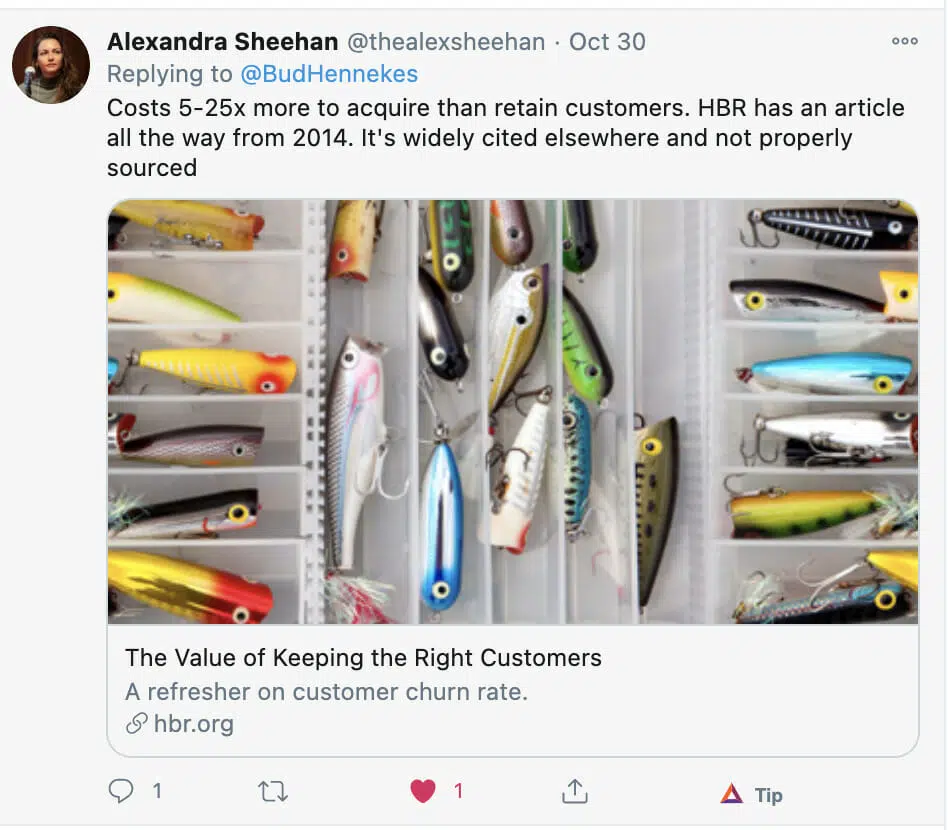 Alexandra Sheehan @thealexsheehan · Oct 30
Replying to @BudHennekes
Costs 5-25x more to acquire than retain customers. HBR has an article
all the way from 2014. It's widely cited elsewhere and not properly
sourced
The Value of Keeping the Right Customers
A refresher on customer churn rate.
hbr.org
1 1 Tip